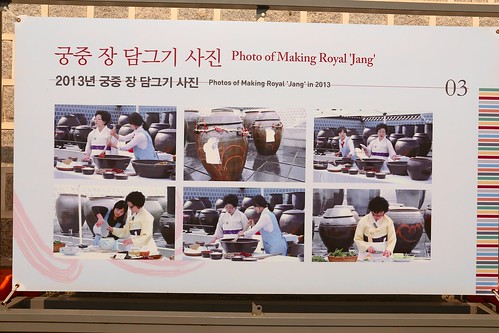 궁중 장 담그기 사진 Photo of Making Royal 'Jang'
2013년 궁중 장 담그기 사진 Photos of Making Royal 'Jang' in 2013
03